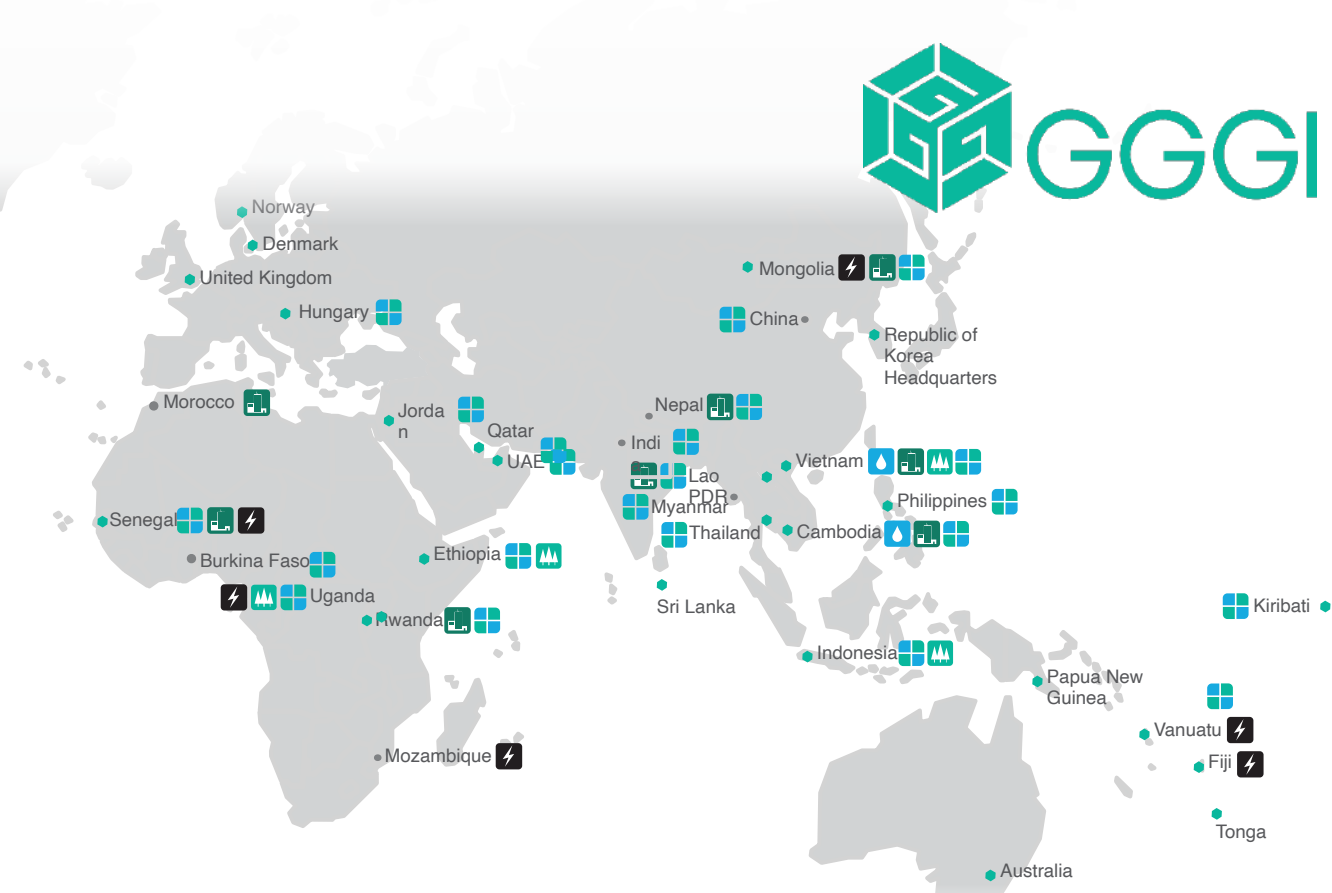 GGGI
Norway
Denmark
United Kingdom
Mongolia
Hungary
China
Republic of
Korea
Headquarters
Morocco
Jorda
n
Nepal
Qatar
Indi
UAE
Vietnam
Lao
PDR
Philippines
Myanmar
Senegal
Thailand
Cambodia
Burkina Faso
Ethiopia
Uganda
Sri Lanka
Kiribati
Rwanda
Indonesia
Papua New
Guinea
Vanuatu
Mozambique
Fiji
Tonga
Australia